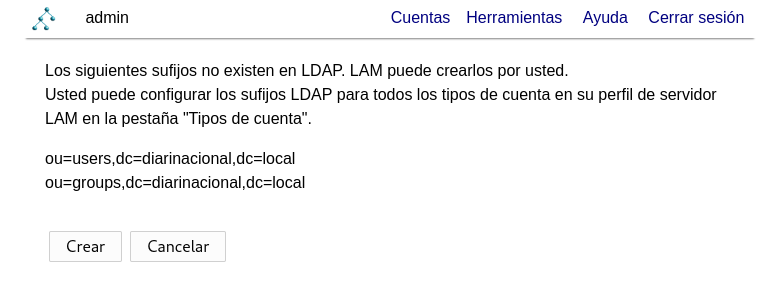 admin
Cuentas Herramientas Ayuda Cerrar sesión
Los siguientes sufijos no existen en LDAP. LAM puede crearlos por usted.
Usted puede configurar los sufijos LDAP para todos los tipos de cuenta en su perfil de servidor
LAM en la pestaña "Tipos de cuenta".
ou=users,dc=diarinacional,dc=local
ou=groups,dc=diarinacional,dc=local
Crear Cancelar